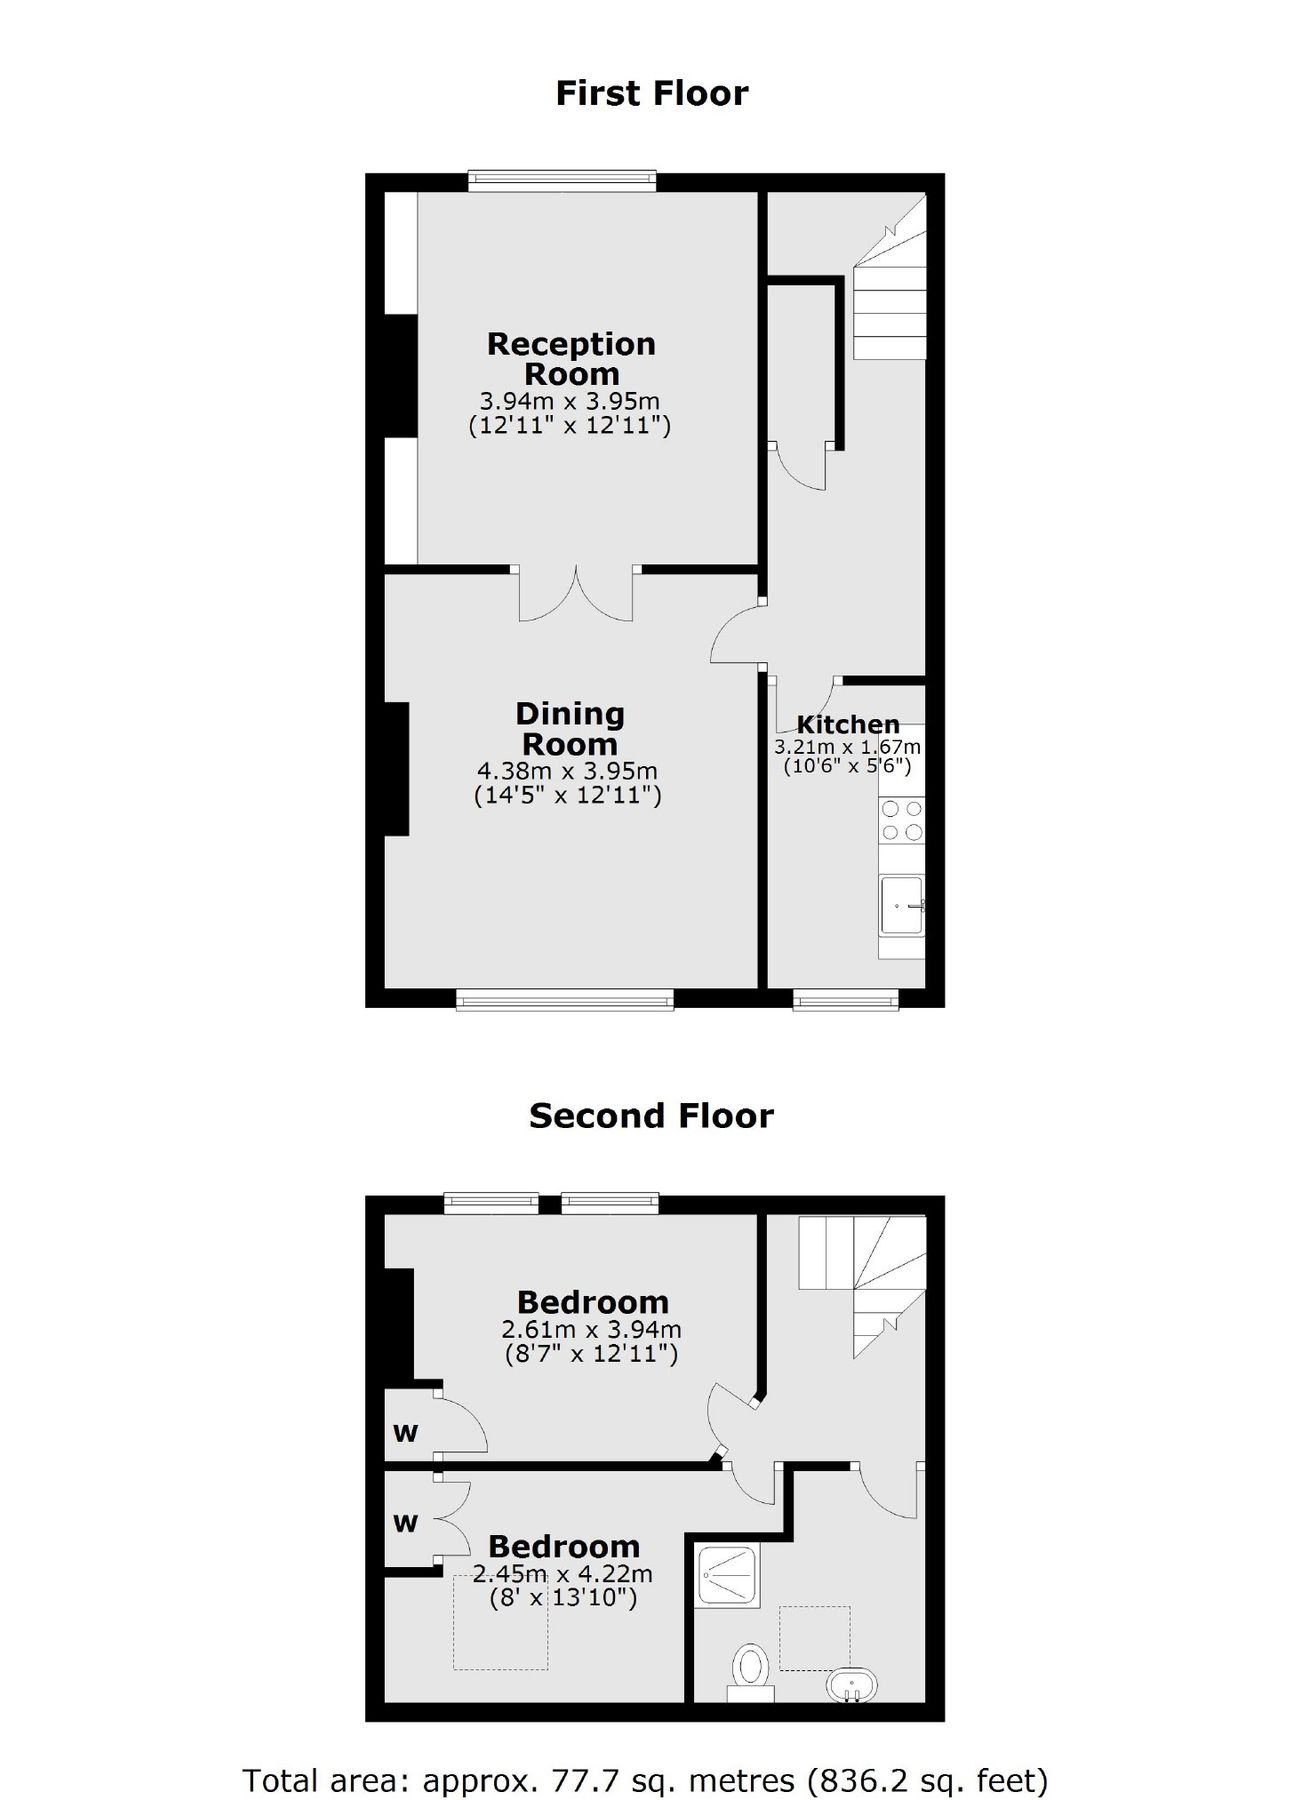 First Floor
Reception
Room
3.94m x 3.95m
(12'11" x 12'11")
Dining
Room
4.38m x 3.95m
(14'5" x 12'11")
Kitchen
3.21m x 1.67m
(10'6" x 5'6")
Second Floor
Bedroom
2.61m x 3.94m
(8'7" x 12'11")
W
W
Bedroom
2.45m x 4.22m
(8' x 13'10")
Total area: approx. 77.7 sq. metres (836.2 sq. feet)